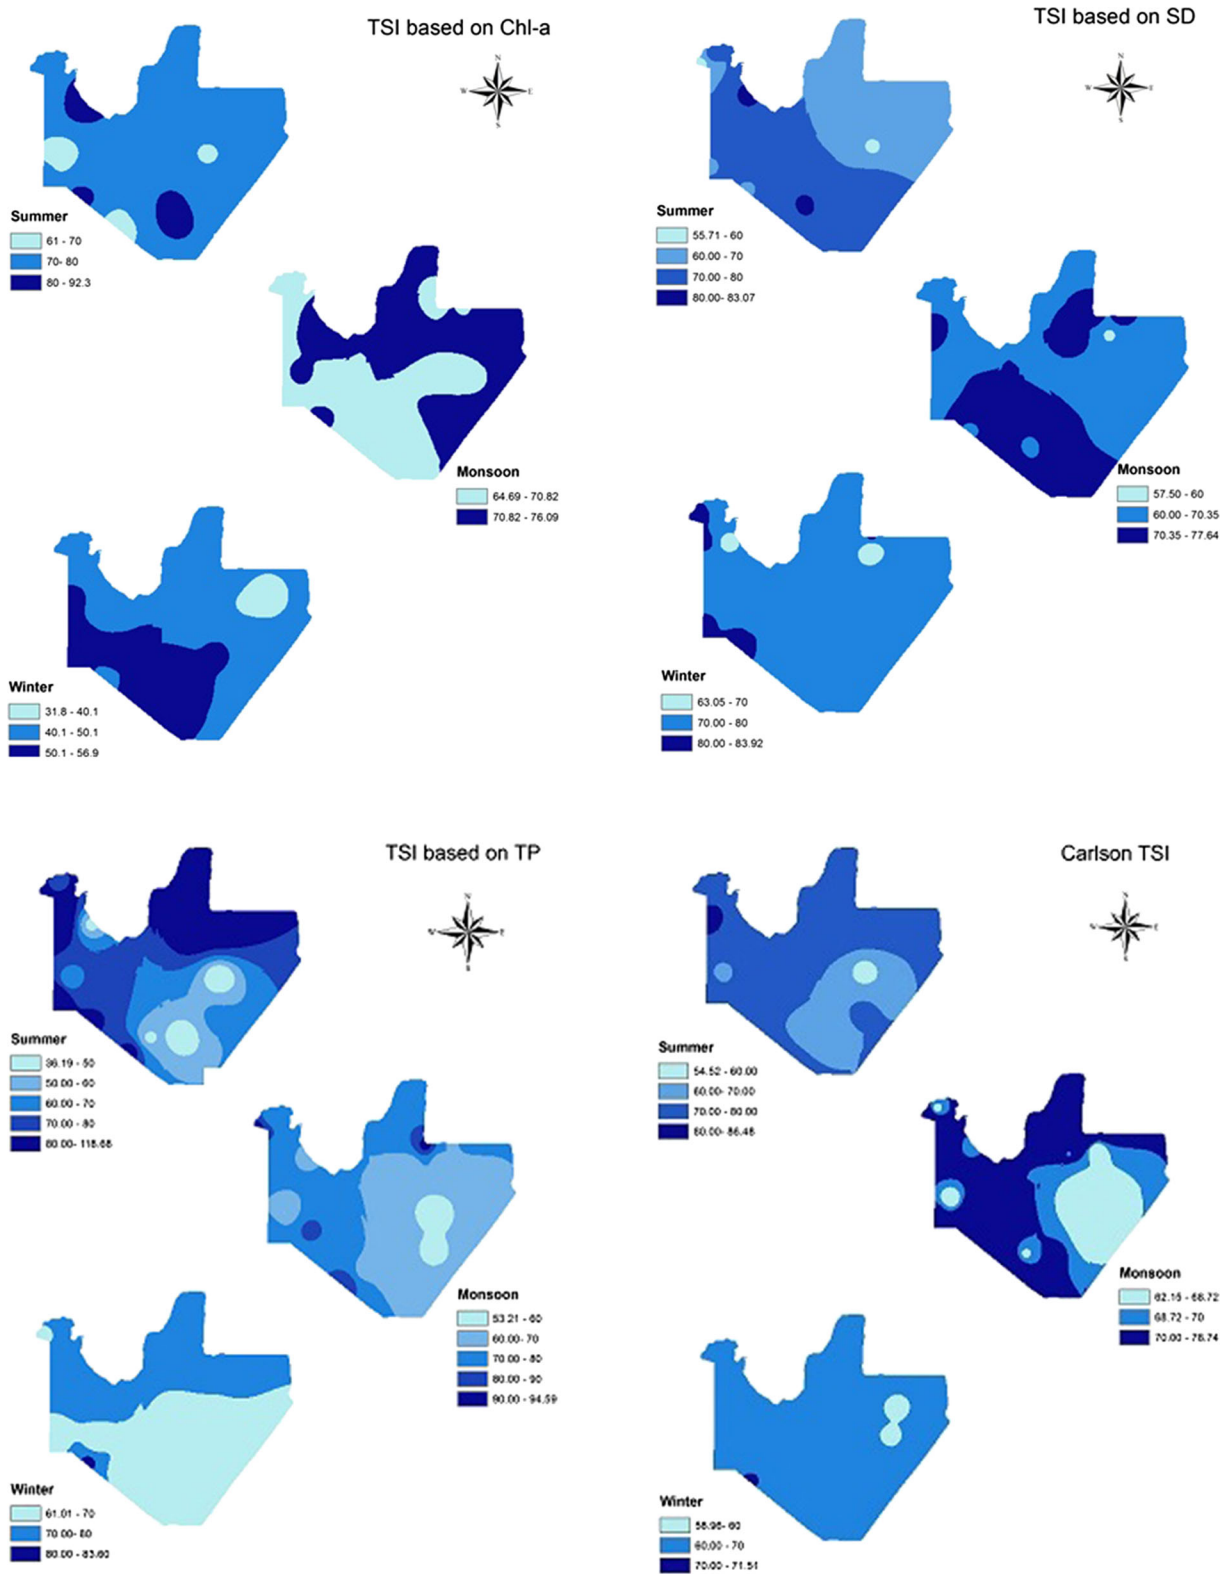 TSI based on Chl-a
N
W E
S
Summer
61 - 70
70- 80
80 - 92.3
Monsoon
64.69 - 70.82
70.82 - 76.09
Winter
31.8 - 40.1
40.1 - 50.1
50.1 - 56.9
TSI based on SD
N
W E
S
Summer
55.71 - 60
60.00 - 70
70.00 - 80
80.00- 83.07
Monsoon
57.50 - 60
60.00 - 70.35
70.35 - 77.64
Winter
63.05 - 70
70.00 - 80
80.00 - 83.92
TSI based on TP
N
W E
S
Summer
36.19 - 50
50.00 - 60
60.00 - 70
70.00 - 80
80.00- 118.68
Monsoon
53.21 - 60
60.00- 70
70.00 - 80
80.00 - 90
90.00 - 94.59
Winter
61.01 - 70
70.00- 80
80.00 - 83.60
Carlson TSI
N
W E
S
Summer
54.52 - 60.00
60.00- 70.00
70.00 - 80.00
80.00- 86.48
Monsoon
62.16 - 68.72
68.72 - 70
70.00 - 78.74
Winter
58.96- 60
60.00 - 70
70.00 - 71.51